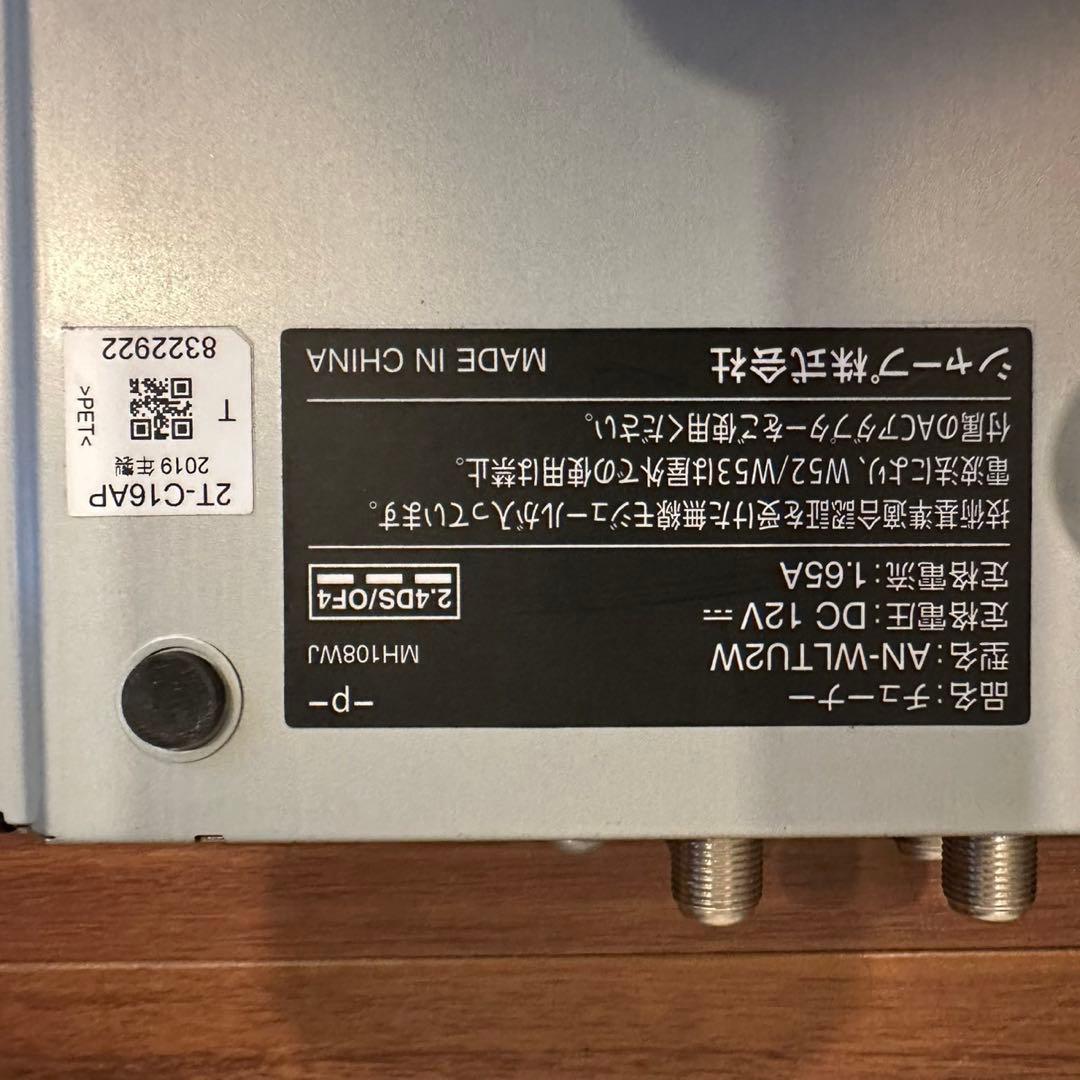 品名：チューナー
-p-
型名：AN-WLTU2W
MH108WJ
定格電圧：DC 12V ⎓
定格電流：1.65A
2.4DS/OF4
技術基準適合認証を受けた無線モジュールが入っています。
電波法により、W52/W53は屋外での使用は禁止。
付属のACアダプターをご使用ください。
シャープ株式会社
MADE IN CHINA
2T-C16AP
2019年製
T
8322922
>PET<